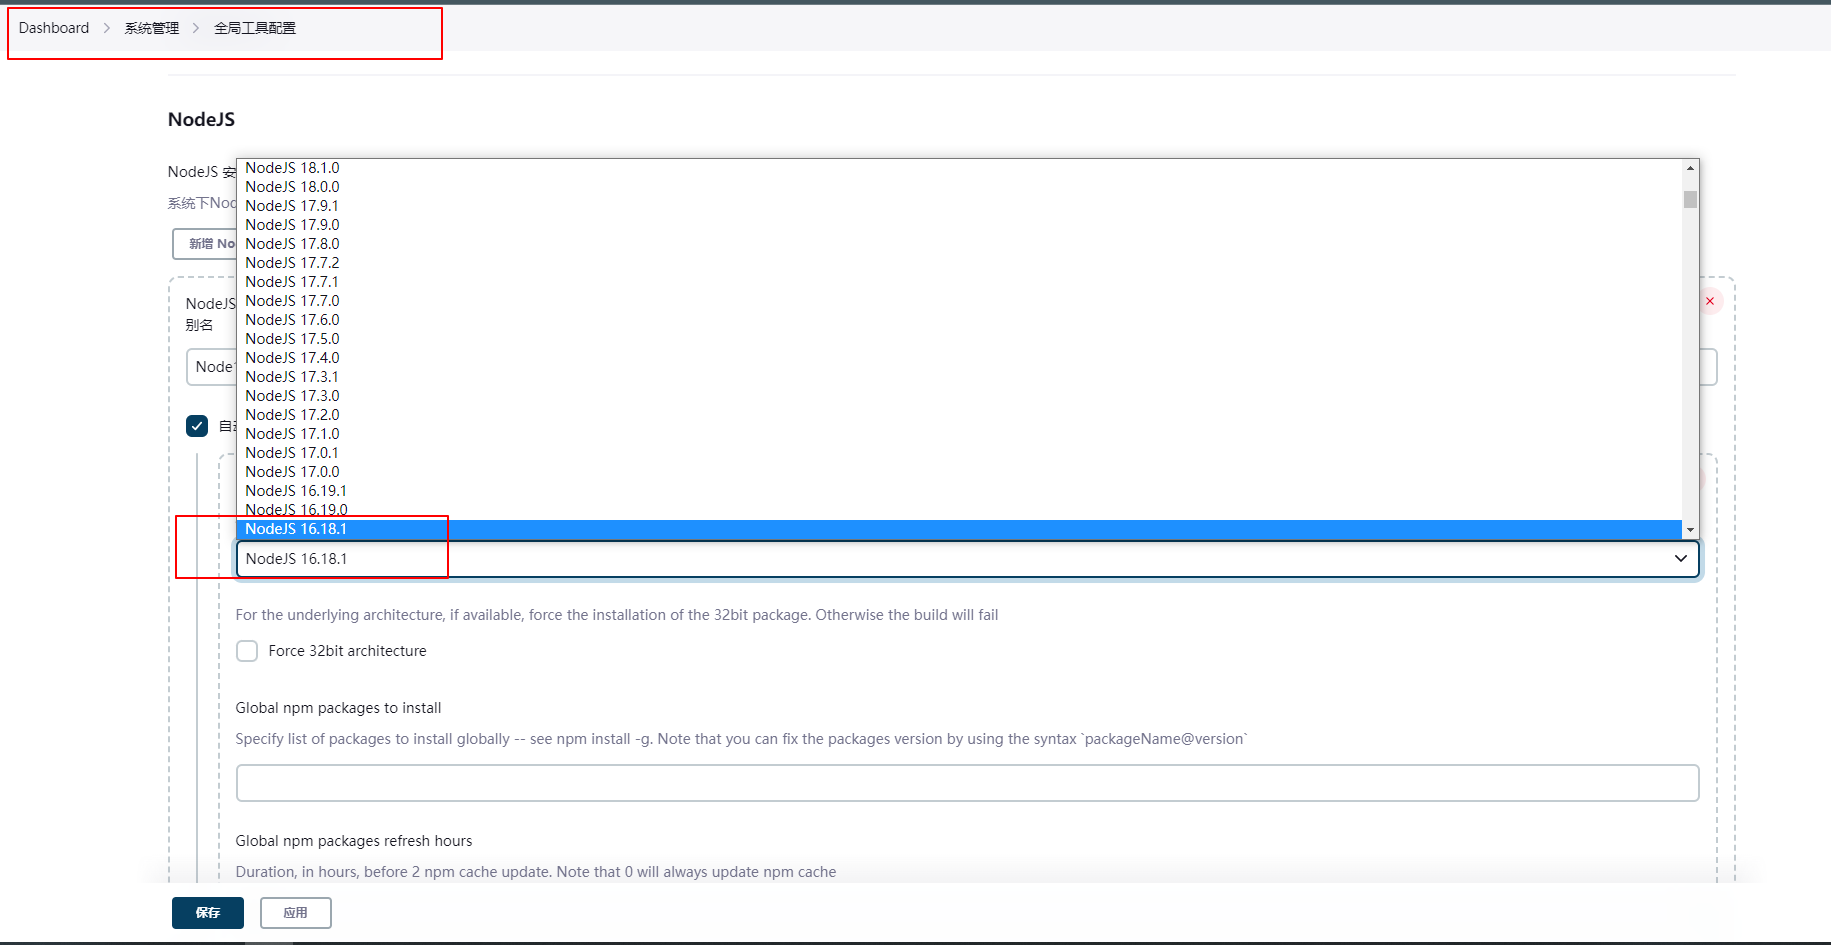 Dashboard > 系统管理 > 全局工具配置
NodeJS
NodeJS 安
系统下Nod
新增 No
NodeJS
别名
Node
自
NodeJS 18.1.0
NodeJS 18.0.0
NodeJS 17.9.1
NodeJS 17.9.0
NodeJS 17.8.0
NodeJS 17.7.2
NodeJS 17.7.1
NodeJS 17.7.0
NodeJS 17.6.0
NodeJS 17.5.0
NodeJS 17.4.0
NodeJS 17.3.1
NodeJS 17.3.0
NodeJS 17.2.0
NodeJS 17.1.0
NodeJS 17.0.1
NodeJS 17.0.0
NodeJS 16.19.1
NodeJS 16.19.0
NodeJS 16.18.1
NodeJS 16.18.1
For the underlying architecture, if available, force the installation of the 32bit package. Otherwise the build will fail
Force 32bit architecture
Global npm packages to install
Specify list of packages to install globally -- see npm install -g. Note that you can fix the packages version by using the syntax `packageName@version`
Global npm packages refresh hours
Duration, in hours, before 2 npm cache update. Note that 0 will always update npm cache
保存
应用